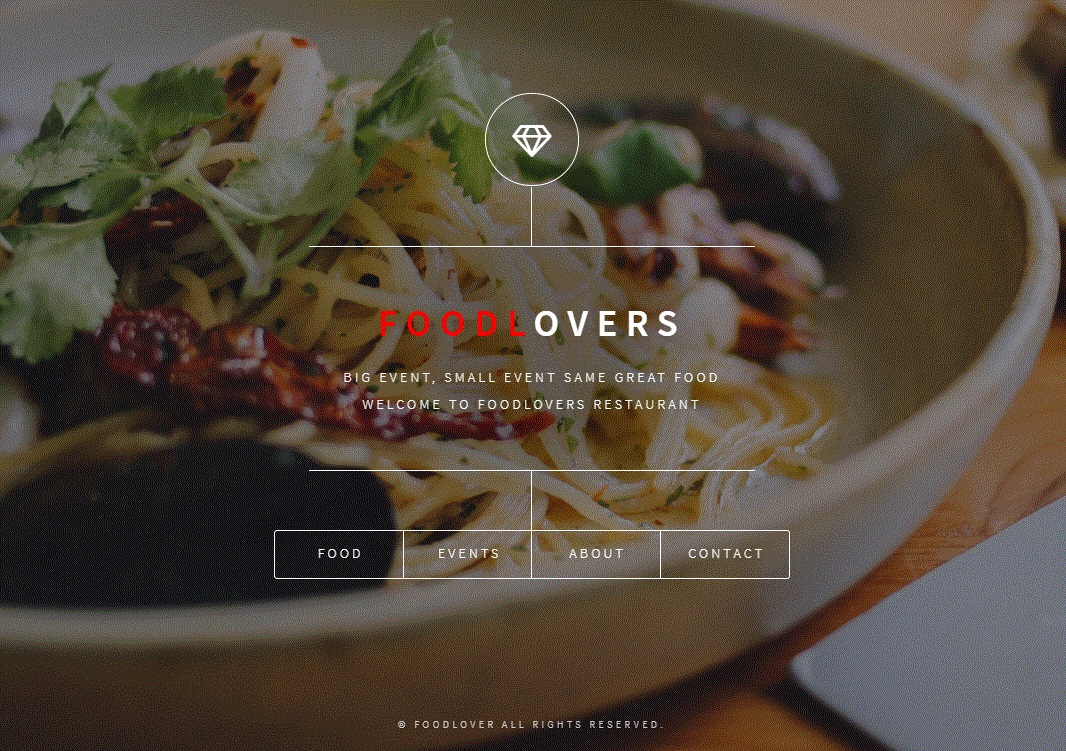 FOODLOVERS
BIG EVENT, SMALL EVENT SAME GREAT FOOD
WELCOME TO FOODLOVERS RESTAURANT
FOOD EVENTS ABOUT CONTACT
© FOODLOVER ALL RIGHTS RESERVED.